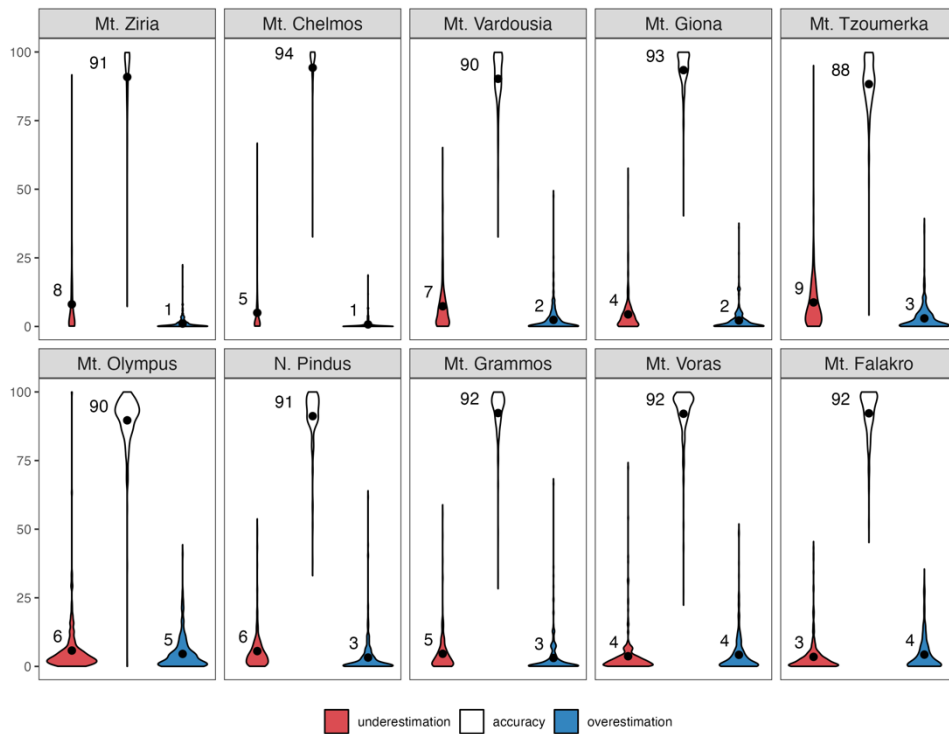 Mt. Ziria Mt. Chelmos Mt. Vardousia Mt. Giona Mt. Tzoumerka
100
75
50
25
0
91 94 90 93 88
8 1 5 1 7 2 4 2 9 3
Mt. Olympus N. Pindus Mt. Grammos Mt. Voras Mt. Falakro
100
75
50
25
0
90 91 92 92 92
6 5 6 3 5 3 4 4 3 4
underestimation accuracy overestimation